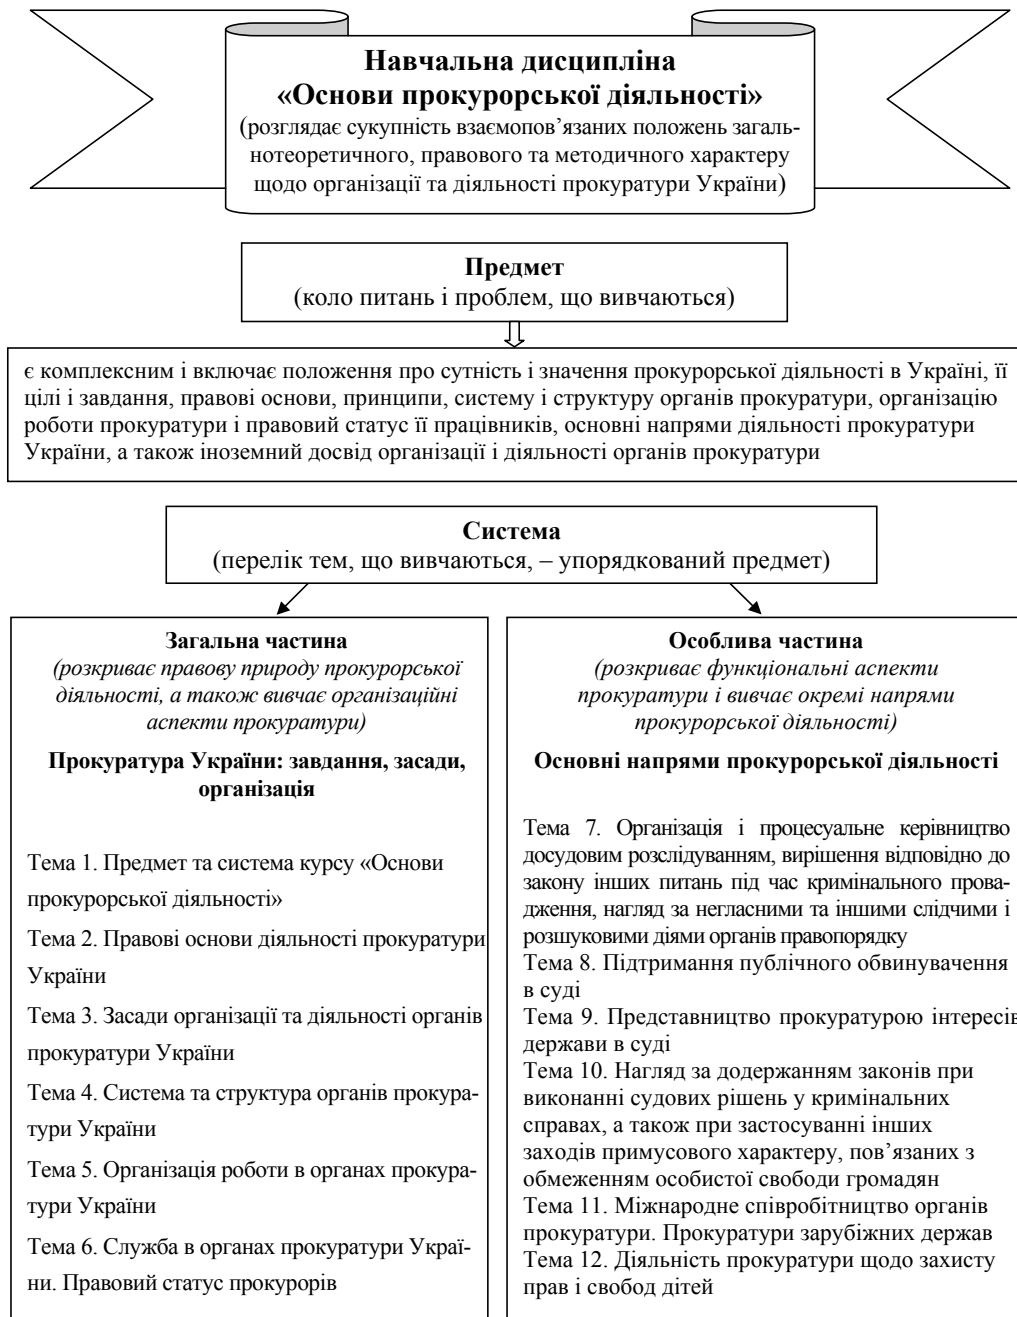 Навчальна дисципліна
«Основи прокурорської діяльності»
(розглядає сукупність взаємопов’язаних положень загаль-
нотеоретичного, правового та методичного характеру
щодо організації та діяльності прокуратури України)
Предмет
(коло питань і проблем, що вивчаються)
є комплексним і включає положення про сутність і значення прокурорської діяльності в Україні, її
цілі і завдання, правові основи, принципи, систему і структуру органів прокуратури, організацію
роботи прокуратури і правовий статус її працівників, основні напрями діяльності прокуратури
України, а також іноземний досвід організації і діяльності органів прокуратури
Система
(перелік тем, що вивчаються, – упорядкований предмет)
Загальна частина
(розкриває правову природу прокурорської
діяльності, а також вивчає організаційні
аспекти прокуратури)
Прокуратура України: завдання, засади,
організація
Тема 1. Предмет та система курсу «Основи
прокурорської діяльності»
Тема 2. Правові основи діяльності прокуратури
України
Тема 3. Засади організації та діяльності органів
прокуратури України
Тема 4. Система та структура органів прокура-
тури України
Тема 5. Організація роботи в органах прокура-
тури України
Тема 6. Служба в органах прокуратури Украї-
ни. Правовий статус прокурорів
Особлива частина
(розкриває функціональні аспекти
прокуратури і вивчає окремі напрями
прокурорської діяльності)
Основні напрями прокурорської діяльності
Тема 7. Організація і процесуальне керівництво
досудовим розслідуванням, вирішення відповідно до
закону інших питань під час кримінального прова-
дження, нагляд за негласними та іншими слідчими і
розшуковими діями органів правопорядку
Тема 8. Підтримання публічного обвинувачення
в суді
Тема 9. Представництво прокуратурою інтересів
держави в суді
Тема 10. Нагляд за додержанням законів при
виконанні судових рішень у кримінальних
справах, а також при застосуванні інших
заходів примусового характеру, пов’язаних з
обмеженням особистої свободи громадян
Тема 11. Міжнародне співробітництво органів
прокуратури. Прокуратури зарубіжних держав
Тема 12. Діяльність прокуратури щодо захисту
прав і свобод дітей